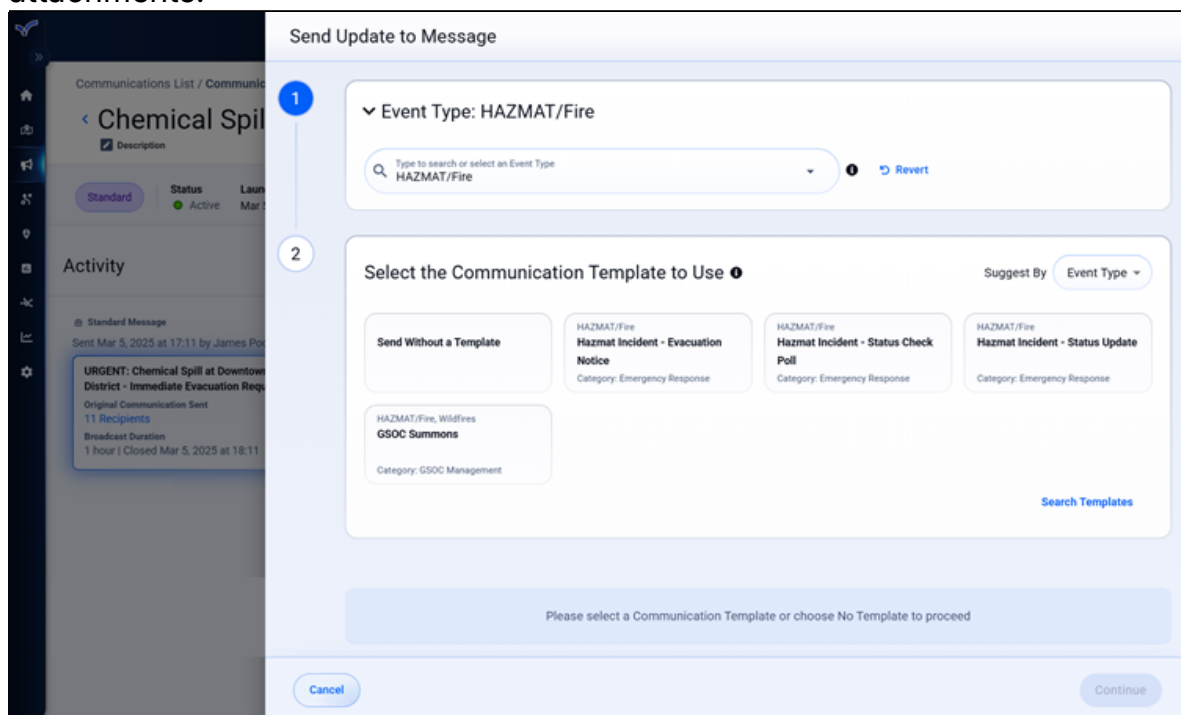 attachments.
Send Update to Message
Communications List / Communic
Chemical Spil
Description
Standard
Status
Active
Laun
Mar 5
Activity
Standard Message
Sent Mar 5, 2025 at 17:11 by James Poo
URGENT: Chemical Spill at Downtown
District - Immediate Evacuation Requ
Original Communication Sent
11 Recipients
Broadcast Duration
1 hour | Closed Mar 5, 2025 at 18:11
1
Event Type: HAZMAT/Fire
Type to search or select an Event Type
HAZMAT/Fire
Revert
2
Select the Communication Template to Use
Suggest By
Event Type
Send Without a Template
HAZMAT/Fire
Hazmat Incident - Evacuation
Notice
Category: Emergency Response
HAZMAT/Fire
Hazmat Incident - Status Check
Poll
Category: Emergency Response
HAZMAT/Fire
Hazmat Incident - Status Update
Category: Emergency Response
HAZMAT/Fire, Wildfires
GSOC Summons
Category: GSOC Management
Search Templates
Please select a Communication Template or choose No Template to proceed
Cancel
Continue